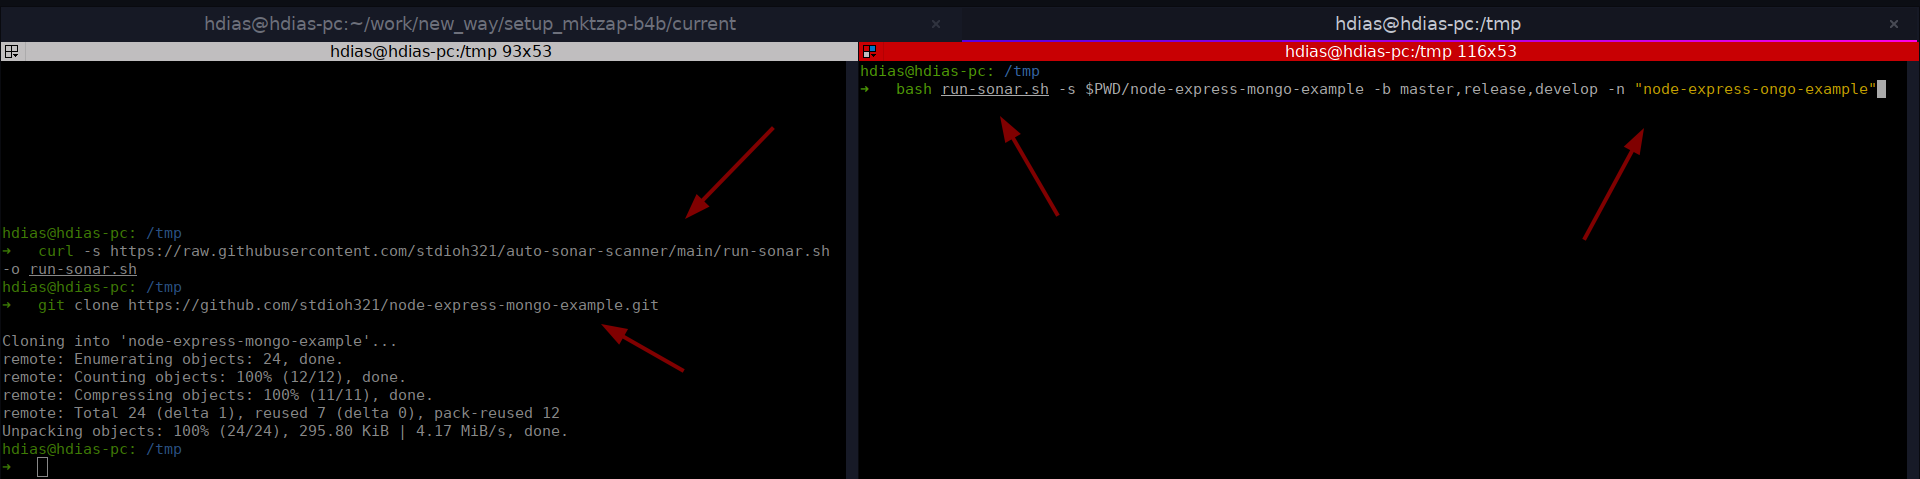 hdias@hdias-pc:~/work/new_way/setup_mktzap-b4b/current ×
hdias@hdias-pc:/tmp ×
hdias@hdias-pc:/tmp 93x53
hdias@hdias-pc: /tmp
➜ curl -s https://raw.githubusercontent.com/stdioh321/auto-sonar-scanner/main/run-sonar.sh
-o run-sonar.sh
hdias@hdias-pc: /tmp
➜ git clone https://github.com/stdioh321/node-express-mongo-example.git
Cloning into 'node-express-mongo-example'...
remote: Enumerating objects: 24, done.
remote: Counting objects: 100% (12/12), done.
remote: Compressing objects: 100% (11/11), done.
remote: Total 24 (delta 1), reused 7 (delta 0), pack-reused 12
Unpacking objects: 100% (24/24), 295.80 KiB | 4.17 MiB/s, done.
hdias@hdias-pc: /tmp
➜
hdias@hdias-pc:/tmp 116x53
hdias@hdias-pc: /tmp
➜ bash run-sonar.sh -s $PWD/node-express-mongo-example -b master,release,develop -n "node-express-ongo-example"